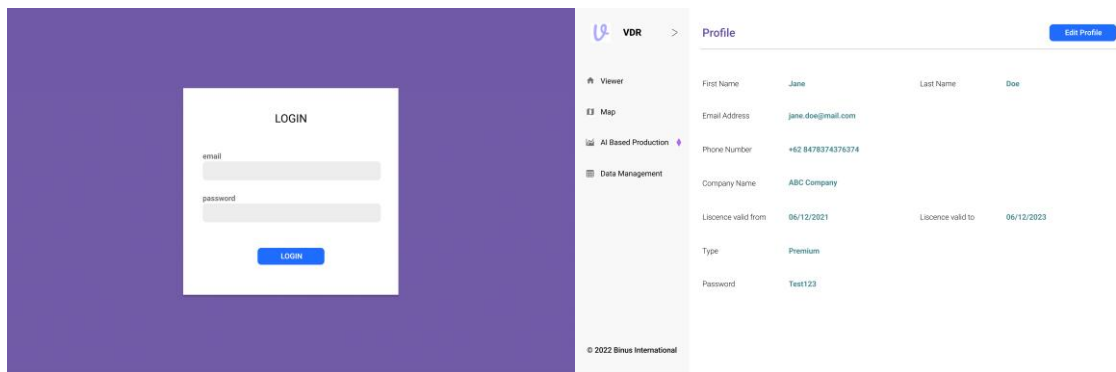 LOGIN
email
password
LOGIN
VDR >
Viewer
Map
AI Based Production
Data Management
© 2022 Binus International
Profile
Edit Profile
First Name Jane Last Name Doe
Email Address jane.doe@mail.com
Phone Number +62 8478374376374
Company Name ABC Company
Liscence valid from 06/12/2021 Liscence valid to 06/12/2023
Type Premium
Password Test123